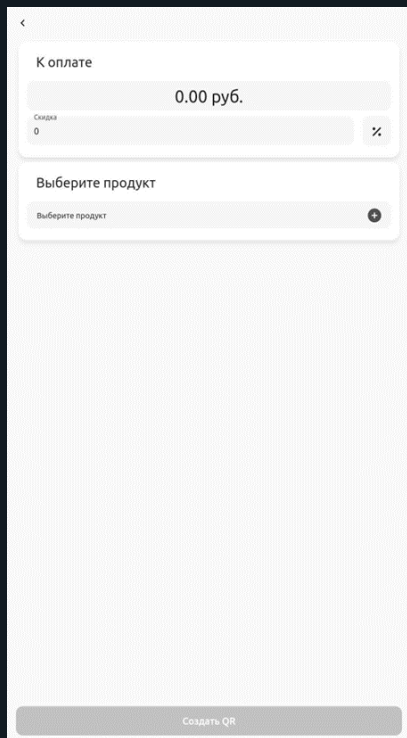 К оплате
0.00 руб.
Скидка
0
Выберите продукт
Выберите продукт
Создать QR